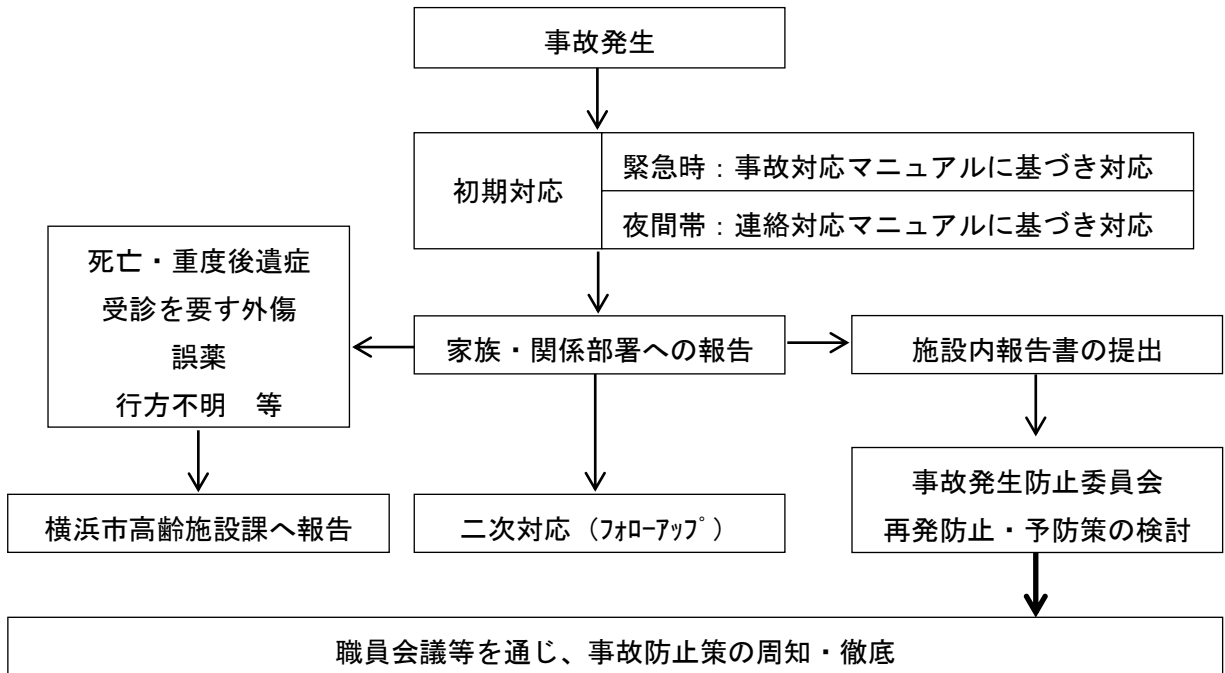 事故発生
初期対応
緊急時：事故対応マニュアルに基づき対応
夜間帯：連絡対応マニュアルに基づき対応
死亡・重度後遺症
受診を要す外傷
誤薬
行方不明　等
家族・関係部署への報告
施設内報告書の提出
横浜市高齢施設課へ報告
二次対応（ﾌｫﾛｰｱｯﾌﾟ）
事故発生防止委員会
再発防止・予防策の検討
職員会議等を通じ、事故防止策の周知・徹底